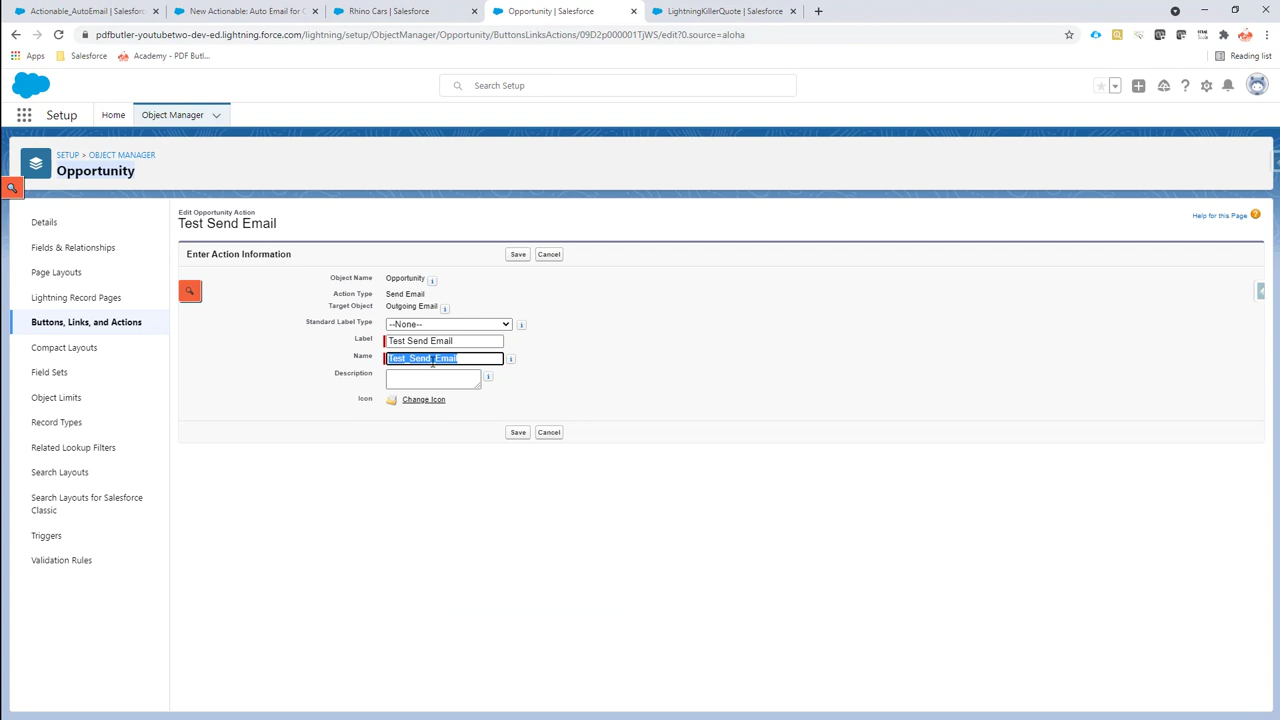 Actionable_AutoEmail | Salesfor
New Actionable: Auto Email for O
Rhino Cars | Salesforce
Opportunity | Salesforce
LightningKillerQuote | Salesforce
pdfbutler-youtubetwo-dev-ed.lightning.force.com/lightning/setup/ObjectManager/Opportunity/ButtonsLinksActions/09D2p000001TjWS/edit?0.source=aloha
Apps
Salesforce
Academy - PDF Butl...
Reading list
Search Setup
Setup
Home
Object Manager
SETUP > OBJECT MANAGER
Opportunity
Details
Fields & Relationships
Page Layouts
Lightning Record Pages
Buttons, Links, and Actions
Compact Layouts
Field Sets
Object Limits
Record Types
Related Lookup Filters
Search Layouts
Search Layouts for Salesforce
Classic
Triggers
Validation Rules
Edit Opportunity Action
Test Send Email
Help for this Page
Enter Action Information
Save
Cancel
Object Name Opportunity
Action Type Send Email
Target Object Outgoing Email
Standard Label Type --None--
Label Test Send Email
Name Test_Send_Email
Description
Icon Change Icon
Save
Cancel